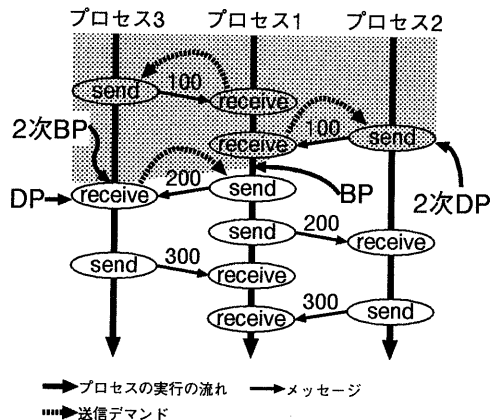 プロセス3 プロセス1 プロセス2
send 100 receive
receive 100 send
2次BP
DP receive 200 send BP 2次DP
send 200 receive
send 300 receive
receive 300 send
プロセスの実行の流れ メッセージ
送信デマンド